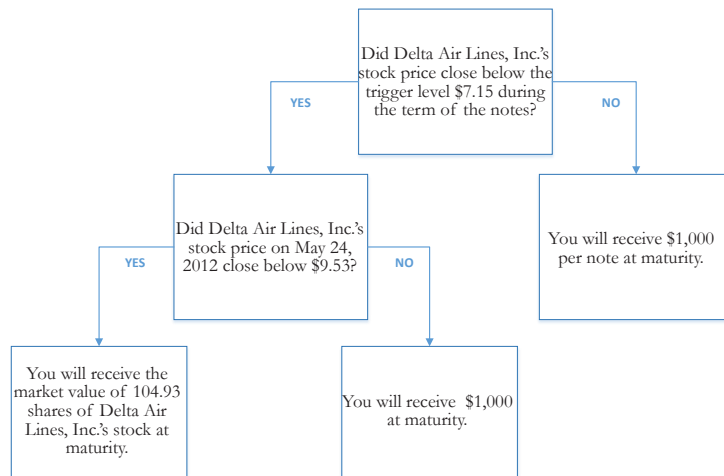 Did Delta Air Lines, Inc.'s
stock price close below the
trigger level $7.15 during
the term of the notes?
YES
NO
Did Delta Air Lines, Inc.'s
stock price on May 24,
2012 close below $9.53?
You will receive $1,000
per note at maturity.
YES
NO
You will receive the
market value of 104.93
shares of Delta Air
Lines, Inc.'s stock at
maturity.
You will receive $1,000
at maturity.